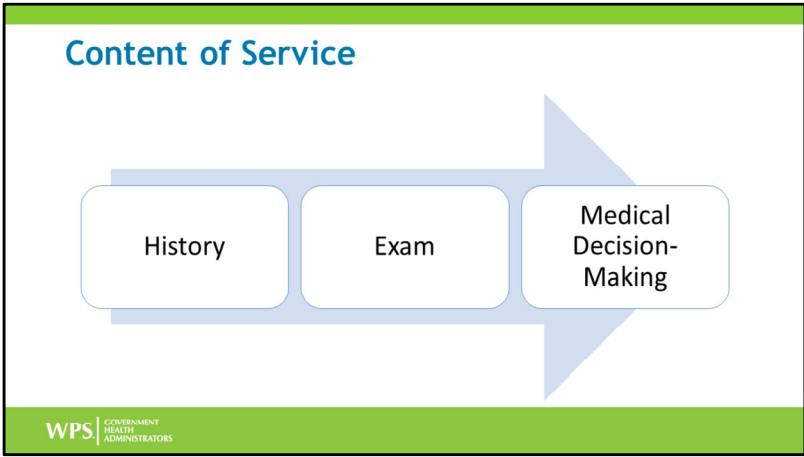 Content of Service
History
Exam
Medical
Decision-
Making
WPS.
GOVERNMENT
HEALTH
ADMINISTRATORS